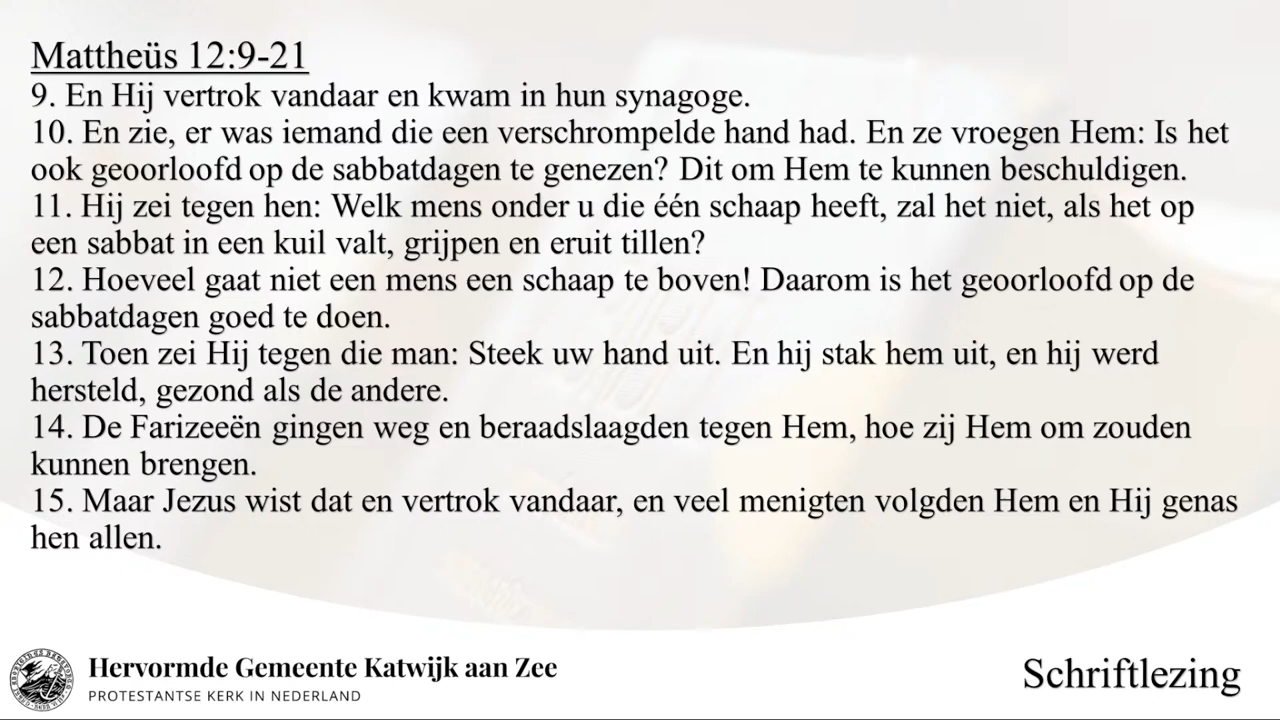 Mattheüs 12:9-21
9. En Hij vertrok vandaar en kwam in hun synagoge.
10. En zie, er was iemand die een verschrompelde hand had. En ze vroegen Hem: Is het
ook geoorloofd op de sabbatdagen te genezen? Dit om Hem te kunnen beschuldigen.
11. Hij zei tegen hen: Welk mens onder u die één schaap heeft, zal het niet, als het op
een sabbat in een kuil valt, grijpen en eruit tillen?
12. Hoeveel gaat niet een mens een schaap te boven! Daarom is het geoorloofd op de
sabbatdagen goed te doen.
13. Toen zei Hij tegen die man: Steek uw hand uit. En hij stak hem uit, en hij werd
hersteld, gezond als de andere.
14. De Farizeeën gingen weg en beraadslaagden tegen Hem, hoe zij Hem om zouden
kunnen brengen.
15. Maar Jezus wist dat en vertrok vandaar, en veel menigten volgden Hem en Hij genas
hen allen.
Hervormde Gemeente Katwijk aan Zee
PROTESTANTSE KERK IN NEDERLAND
Schriftlezing